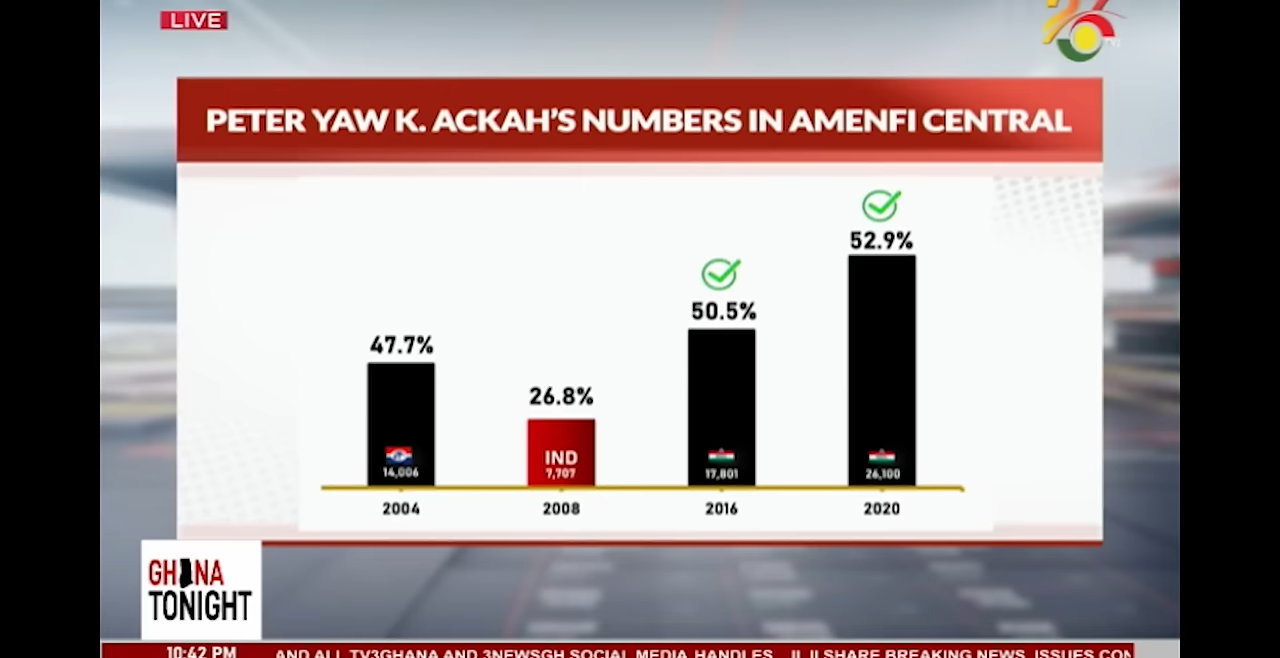 LIVE
PETER YAW K. ACKAH'S NUMBERS IN AMENFI CENTRAL
52.9%
50.5%
47.7%
26.8%
14,006
IND
7,707
17,801
26,100
2004 2008 2016 2020
GHANA
TONIGHT
10:42 PM AND ALL TV3GHANA AND 3NEWSGH SOCIAL MEDIA HANDLES SHARE BREAKING NEWS, ISSUES CON